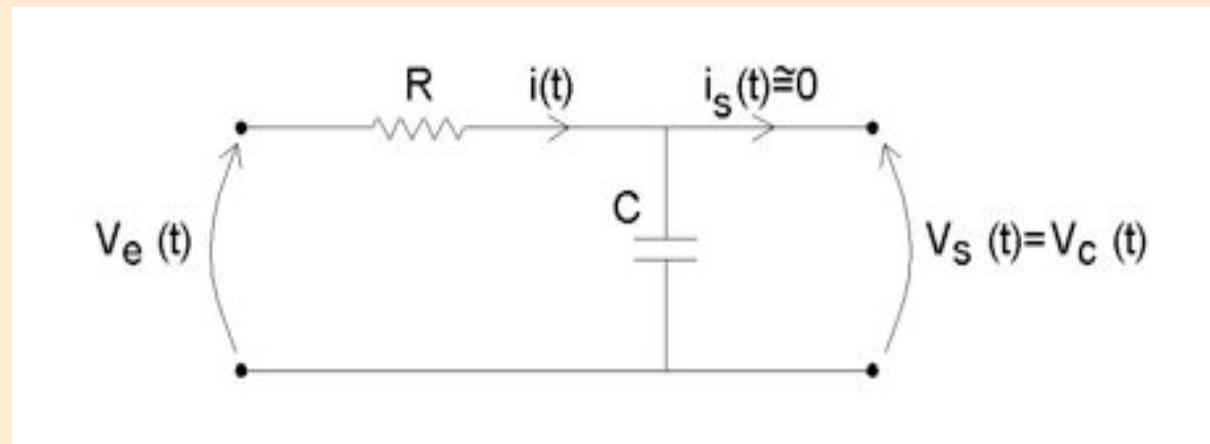 R i(t) i_s(t)≅0
C
V_e (t) V_s (t)=V_c (t)